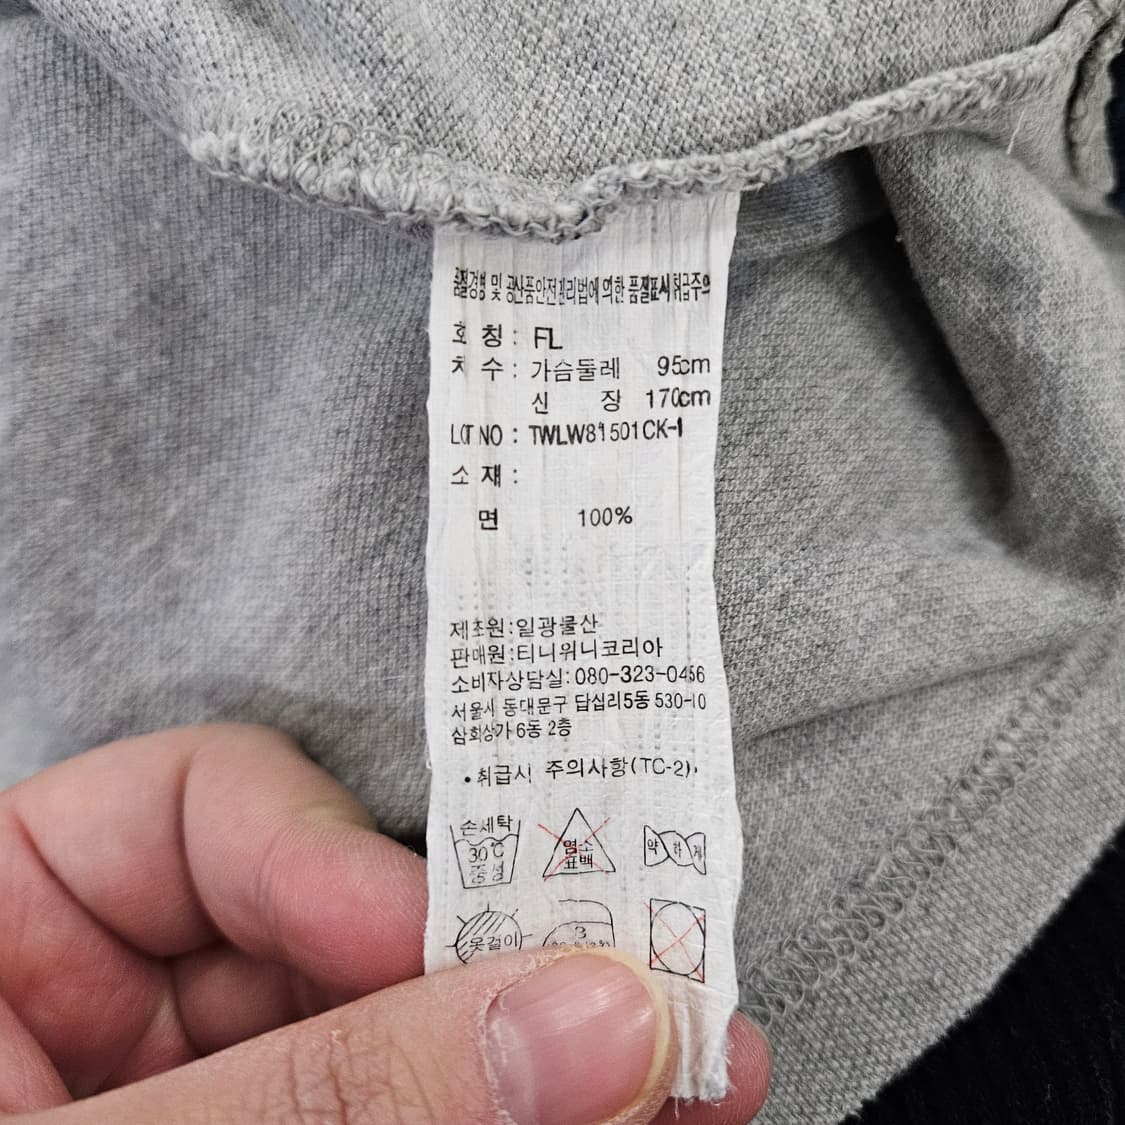 품질경영 및 공산품안전관리법에 의한 품질표시 취급주의
호 칭 : FL
치 수 : 가슴둘레 95cm
신 장 170cm
LOT NO : TWLW81501CK-1
소 재 :
면 100%
제조원:일광물산
판매원:티니위니코리아
소비자상담실: 080-323-0456
서울시 동대문구 답십리5동 530-10
삼희상가 6동 2층
• 취급시 주의사항(TC-2)
손세탁
30℃
중성
염소
표백
약 하 게
옷걸이
3